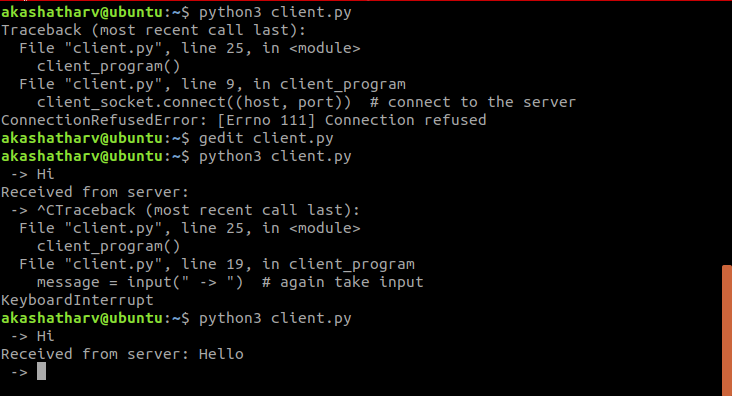 akashatharv@ubuntu:~$ python3 client.py
Traceback (most recent call last):
  File "client.py", line 25, in <module>
    client_program()
  File "client.py", line 9, in client_program
    client_socket.connect((host, port))  # connect to the server
ConnectionRefusedError: [Errno 111] Connection refused
akashatharv@ubuntu:~$ gedit client.py
akashatharv@ubuntu:~$ python3 client.py
 -> Hi
Received from server:
 -> ^CTraceback (most recent call last):
  File "client.py", line 25, in <module>
    client_program()
  File "client.py", line 19, in client_program
    message = input(" -> ")  # again take input
KeyboardInterrupt
akashatharv@ubuntu:~$ python3 client.py
 -> Hi
Received from server: Hello
 ->